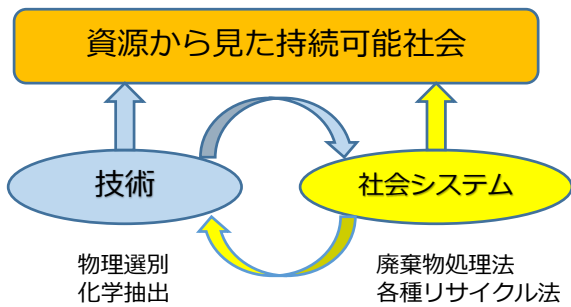 資源から見た持続可能社会
技術
社会システム
物理選別
化学抽出
廃棄物処理法
各種リサイクル法